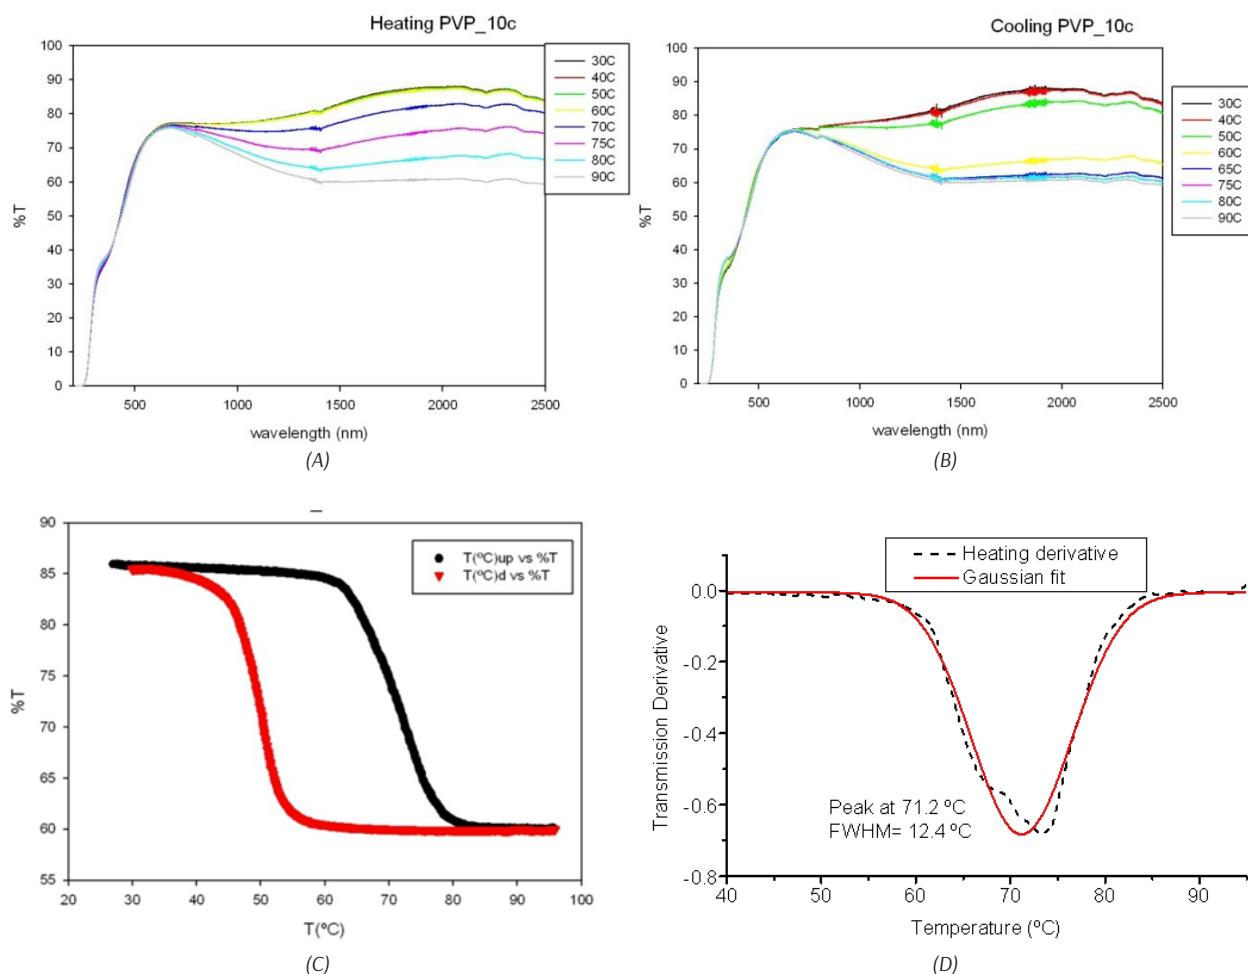 Heating PVP_10c
100
90
80
70
60
50
40
30
20
10
0
%T
500
1000
1500
2000
2500
wavelength (nm)
30C
40C
50C
60C
70C
75C
80C
90C
(A)
Cooling PVP_10c
100
90
80
70
60
50
40
30
20
10
0
%T
500
1000
1500
2000
2500
wavelength (nm)
30C
40C
50C
60C
65C
75C
80C
90C
(B)
90
85
80
75
70
65
60
55
%T
20
30
40
50
60
70
80
90
100
T(ºC)
T(ºC)up vs %T
T(ºC)d vs %T
(C)
Heating derivative
Gaussian fit
0.0
-0.2
-0.4
-0.6
-0.8
Transmission Derivative
Peak at 71.2 ºC
FWHM= 12.4 ºC
40
50
60
70
80
90
Temperature (ºC)
(D)